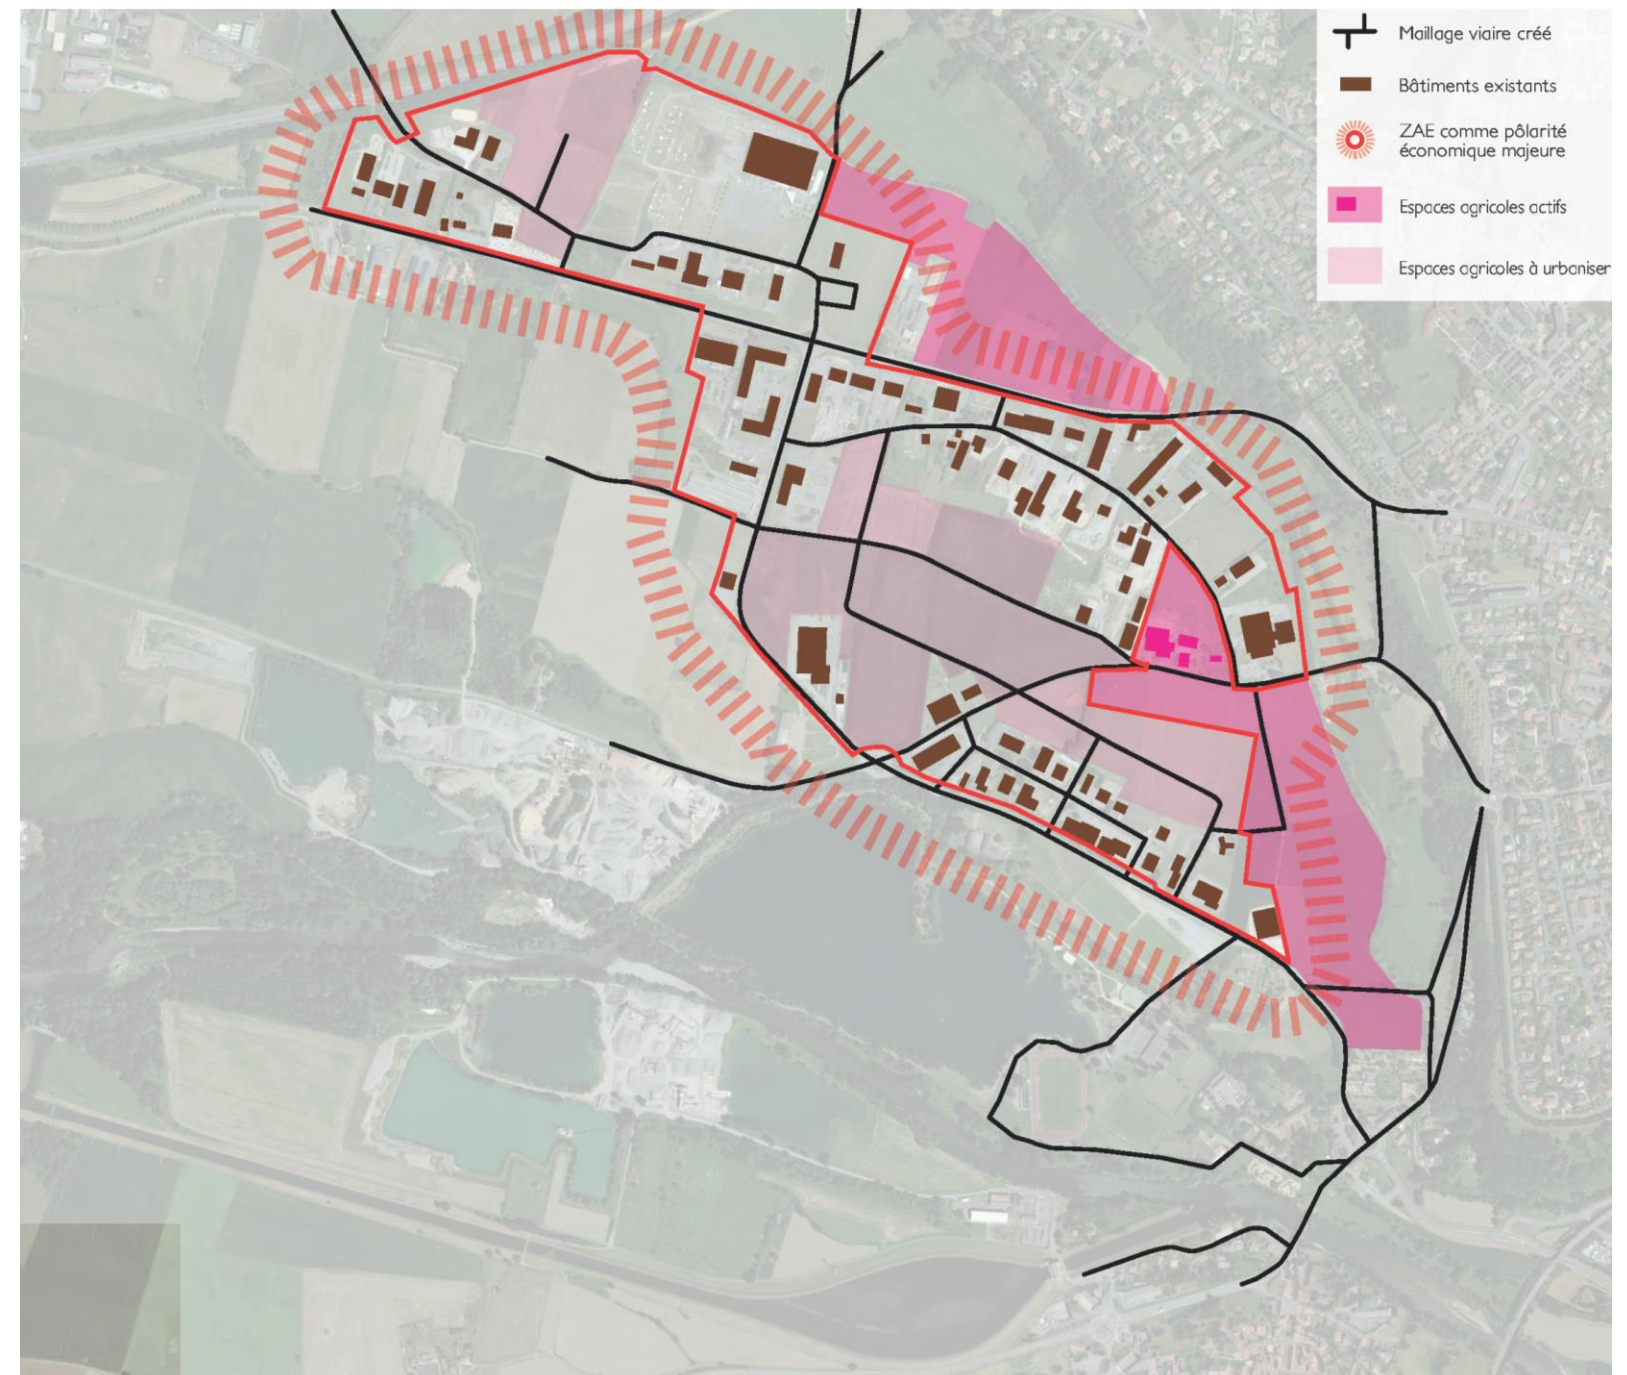 Maillage viaire créé
Bâtiments existants
ZAE comme pôlarité
économique majeure
Espaces agricoles actifs
Espaces agricoles à urbaniser